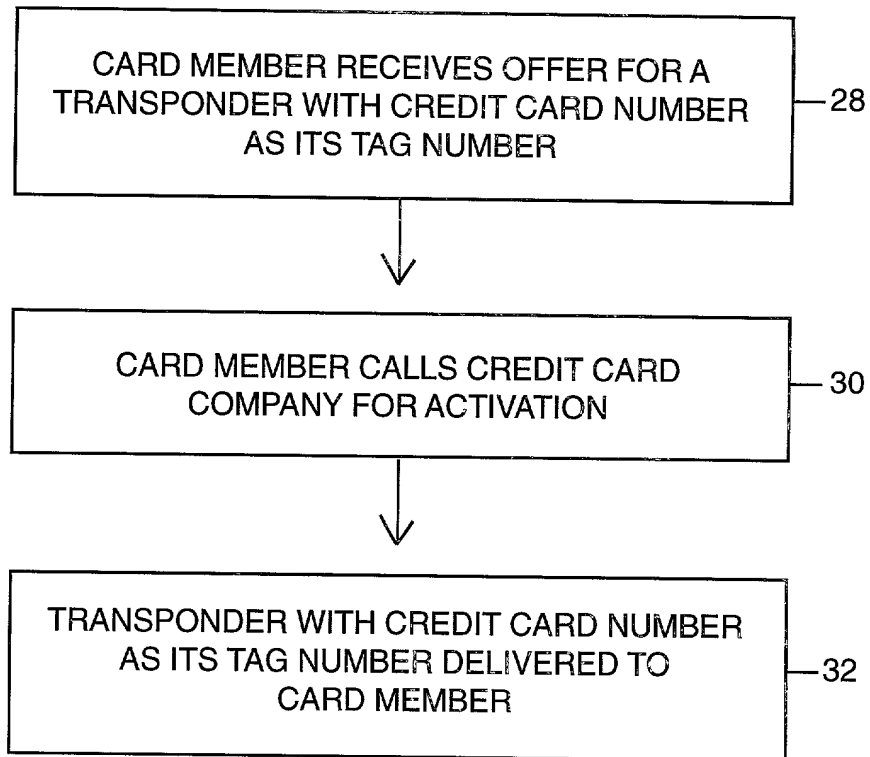 CARD MEMBER RECEIVES OFFER FOR A
TRANSPONDER WITH CREDIT CARD NUMBER
AS ITS TAG NUMBER
28
CARD MEMBER CALLS CREDIT CARD
COMPANY FOR ACTIVATION
30
TRANSPONDER WITH CREDIT CARD NUMBER
AS ITS TAG NUMBER DELIVERED TO
CARD MEMBER
32